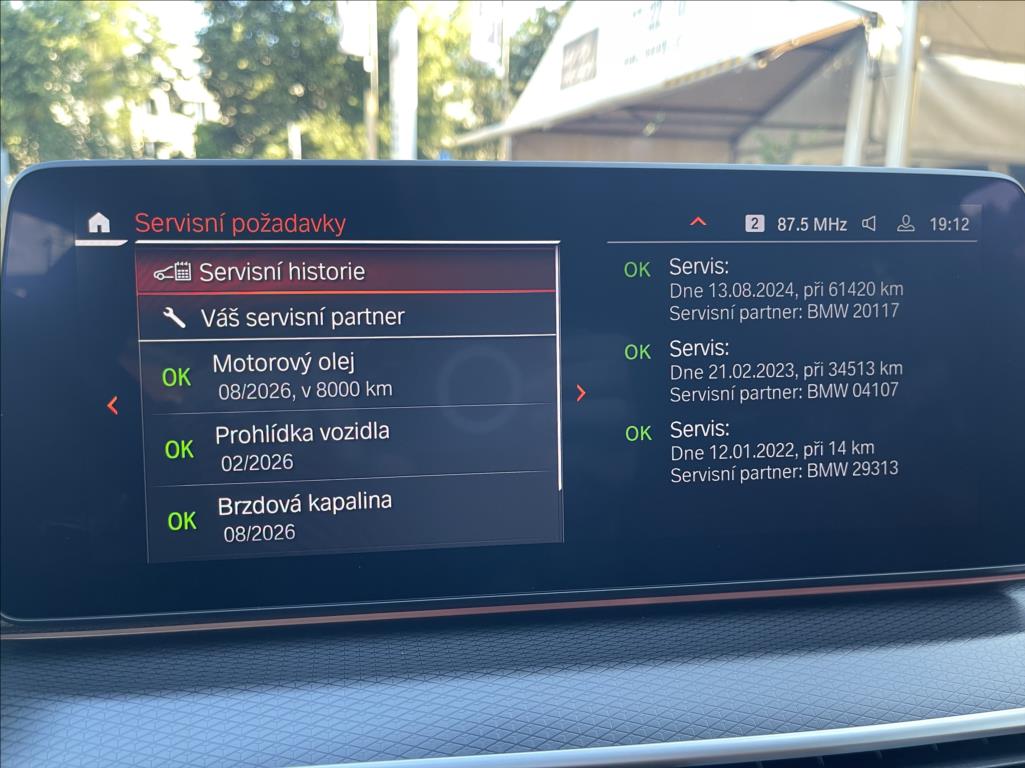 Servisní požadavky
2 87.5 MHz 19:12
Servisní historie
Váš servisní partner
OK Motorový olej
08/2026, v 8000 km
OK Prohlídka vozidla
02/2026
OK Brzdová kapalina
08/2026
OK Servis:
Dne 13.08.2024, při 61420 km
Servisní partner: BMW 20117
OK Servis:
Dne 21.02.2023, při 34513 km
Servisní partner: BMW 04107
OK Servis:
Dne 12.01.2022, při 14 km
Servisní partner: BMW 29313